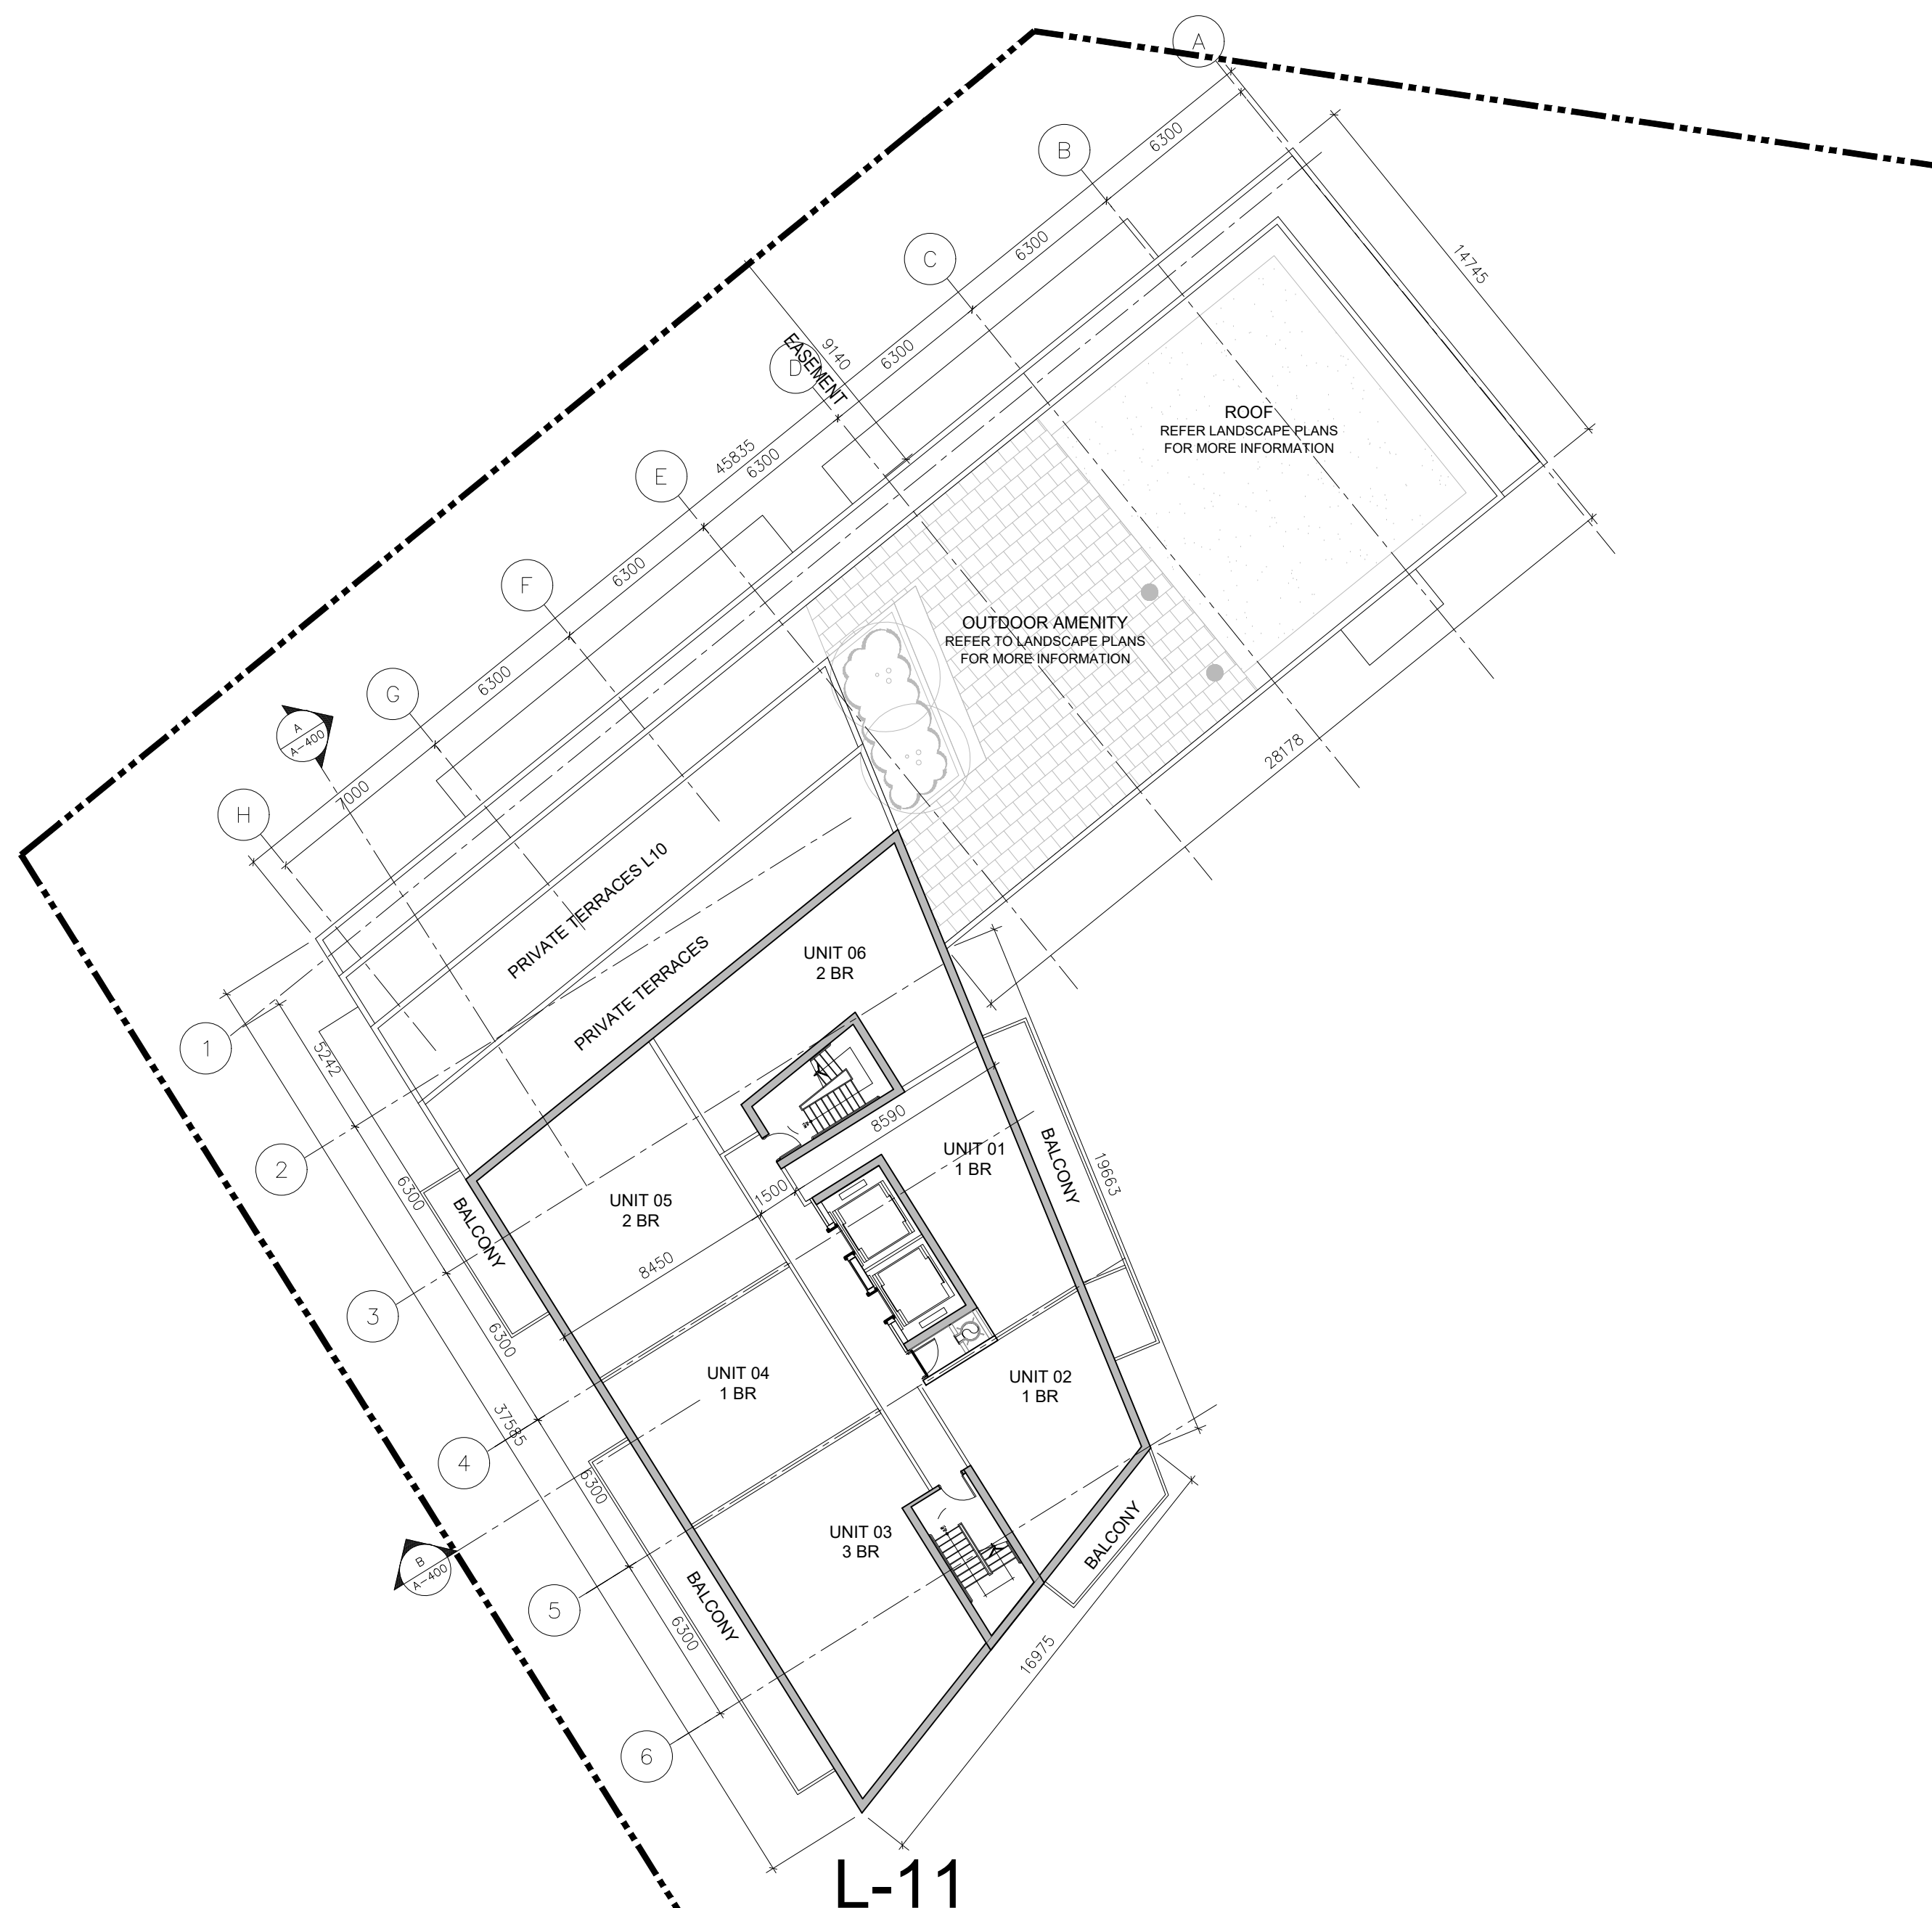 A
6300
B
14745
6300
C
9140
EASEMENT
D
6300
ROOF
REFER LANDSCAPE PLANS
FOR MORE INFORMATION
45835
6300
E
6300
F
OUTDOOR AMENITY
REFER TO LANDSCAPE PLANS
FOR MORE INFORMATION
6300
G
A
A-400
28178
7000
H
PRIVATE TERRACES L10
PRIVATE TERRACES
UNIT 06
2 BR
1
5242
8590
2
UNIT 01
1 BR
BALCONY
19663
6300
1500
UNIT 05
2 BR
BALCONY
8450
3
6300
UNIT 04
1 BR
UNIT 02
1 BR
37585
4
6300
UNIT 03
3 BR
BALCONY
B
A-400
BALCONY
5
6300
16975
6
L-11